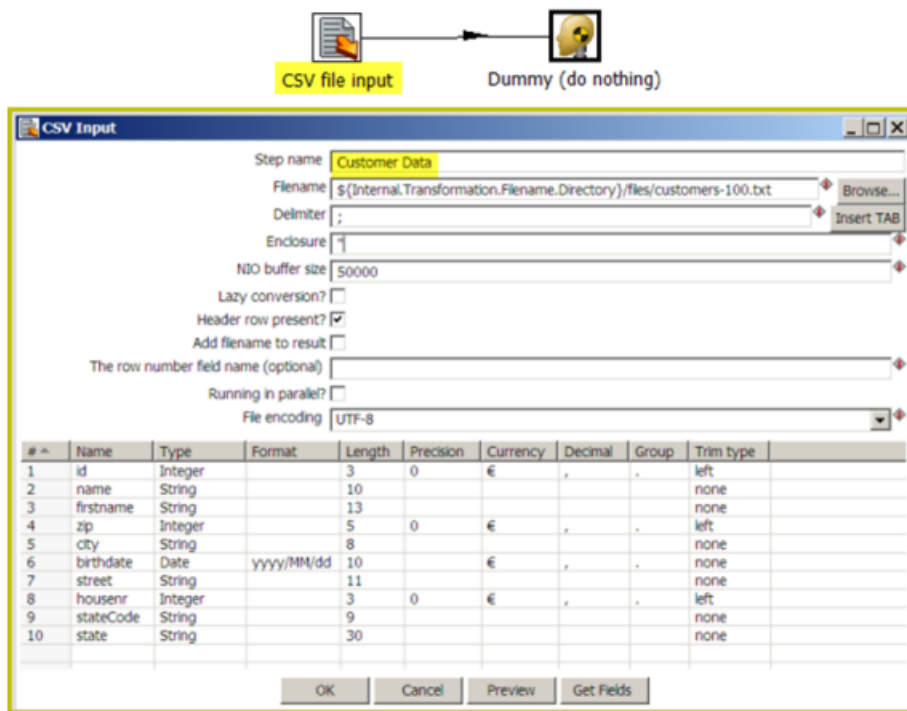 CSV file input
Dummy (do nothing)
CSV Input
Step name Customer Data
Filename ${Internal.Transformation.Filename.Directory}/files/customers-100.txt Browse...
Delimiter ; Insert TAB
Enclosure "
NIO buffer size 50000
Lazy conversion?
Header row present?
Add filename to result
The row number field name (optional)
Running in parallel?
File encoding UTF-8
# Name Type Format Length Precision Currency Decimal Group Trim type
1 id Integer 3 0 € , . left
2 name String 10 none
3 firstname String 13 none
4 zip Integer 5 0 € , . left
5 city String 8 none
6 birthdate Date yyyy/MM/dd 10 € , . none
7 street String 11 none
8 housenr Integer 3 0 € , . left
9 stateCode String 9 none
10 state String 30 none
OK Cancel Preview Get Fields